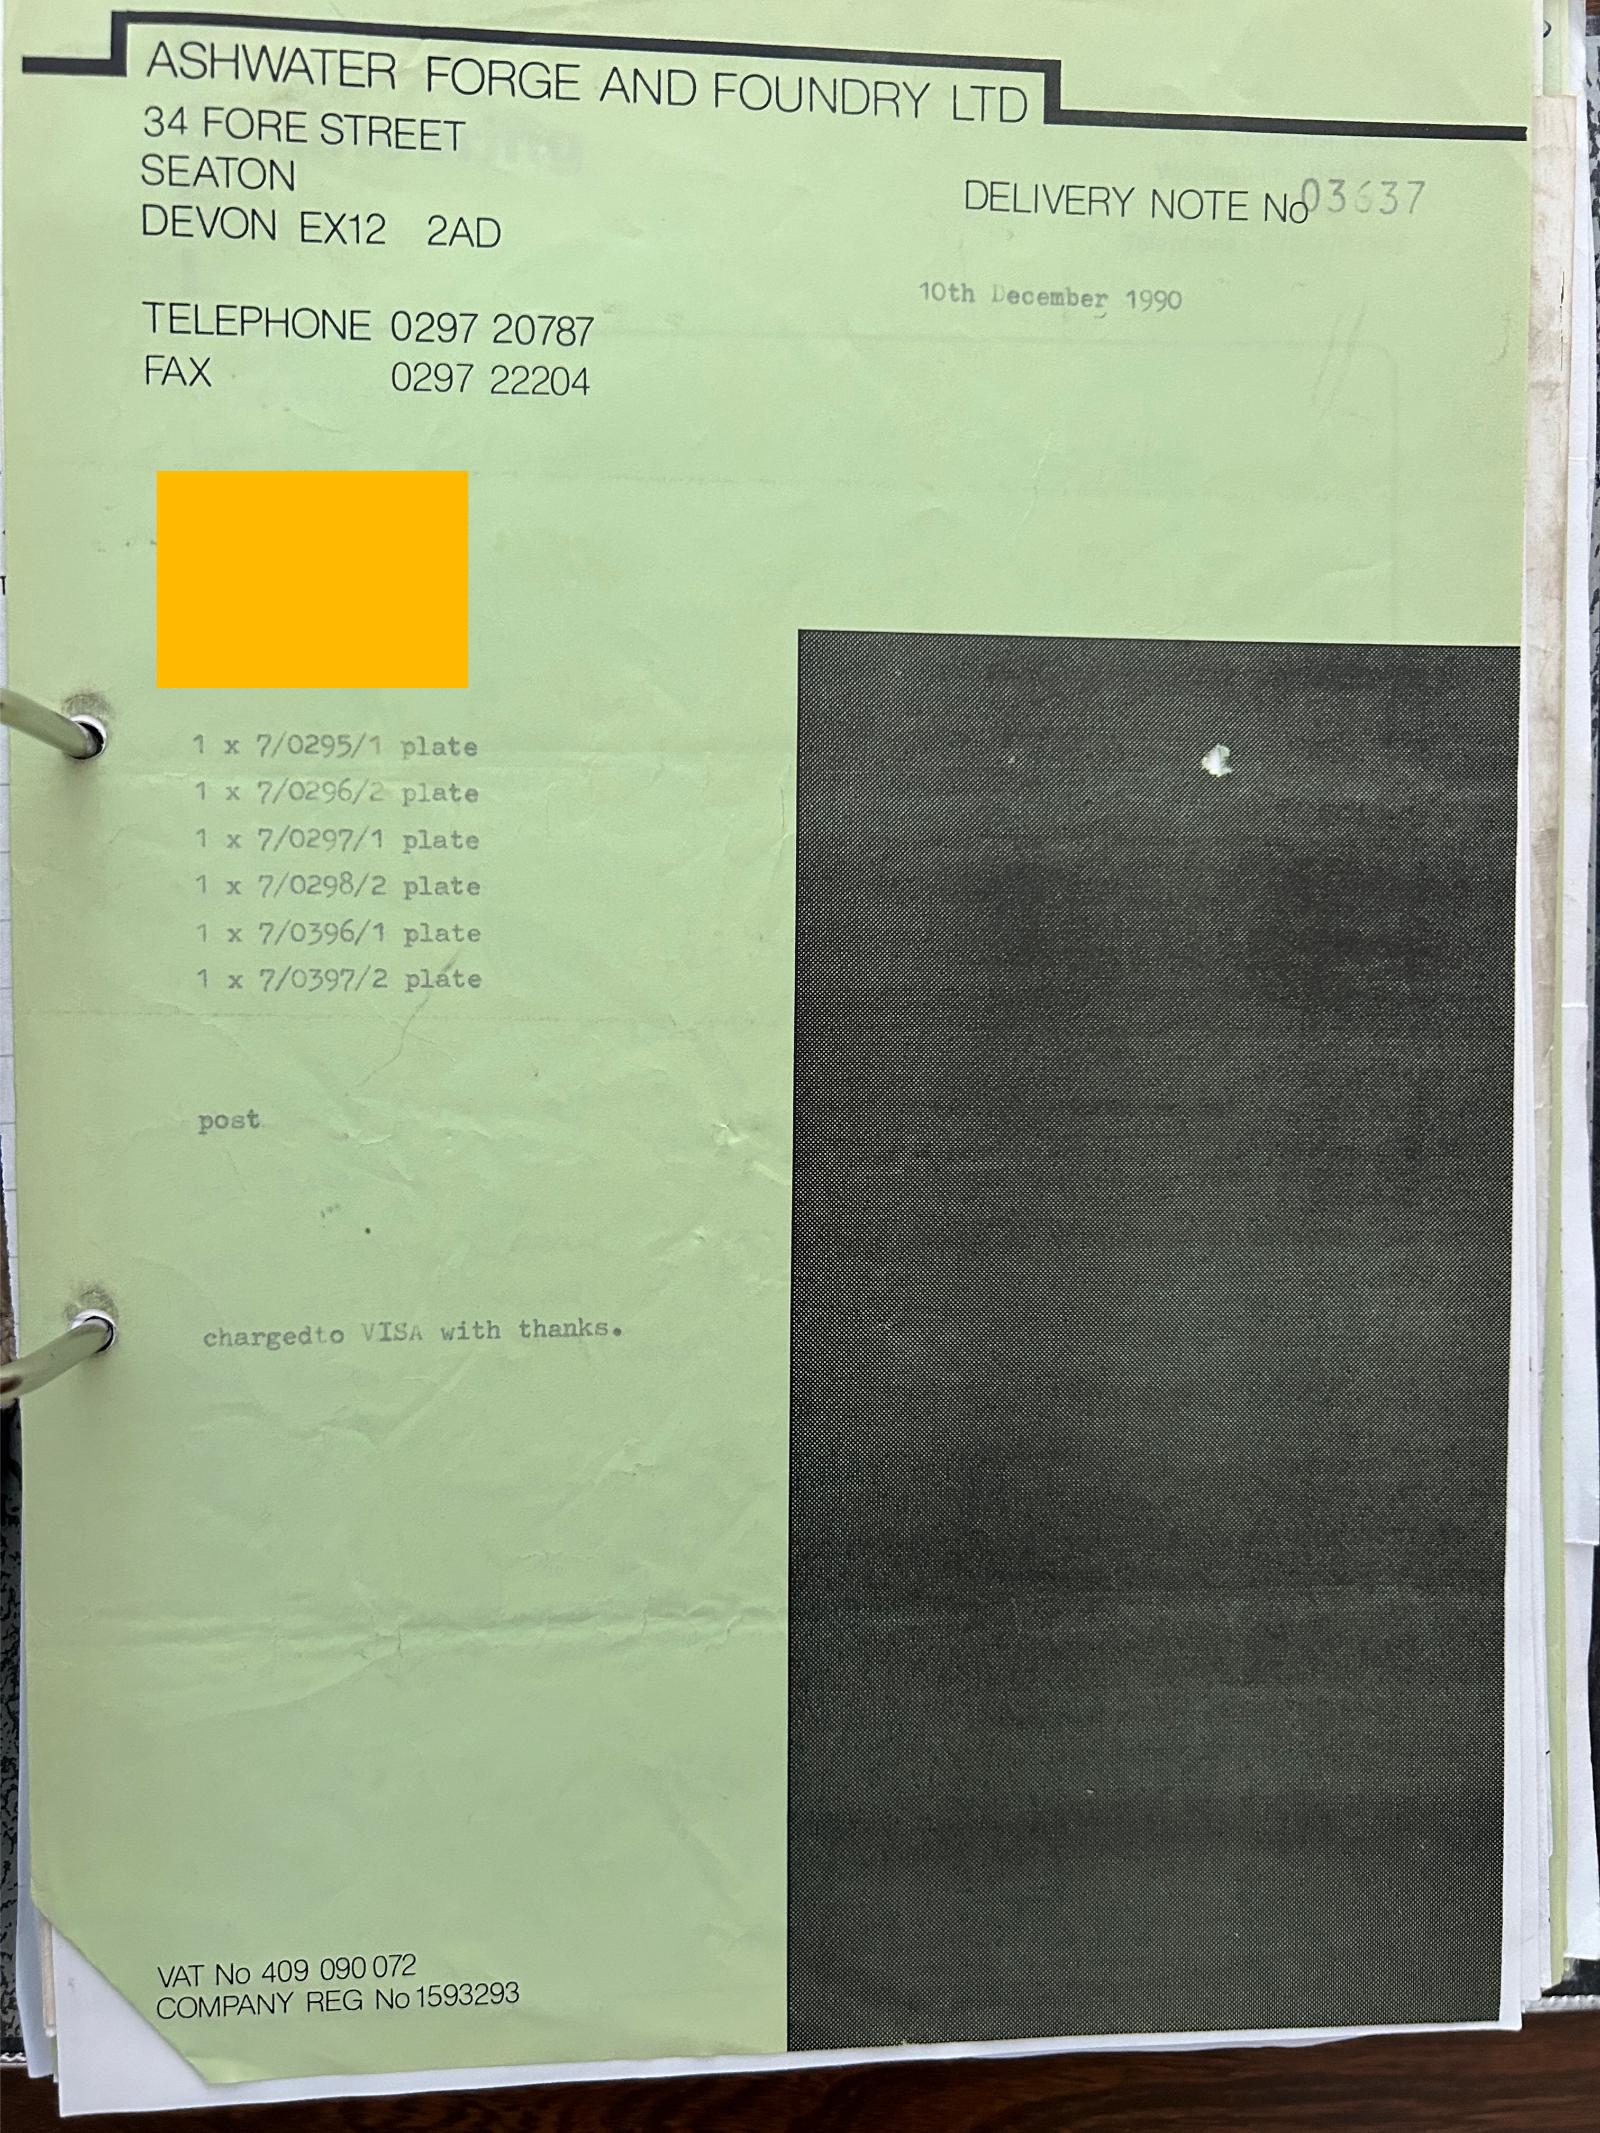 ASHWATER FORGE AND FOUNDRY LTD
34 FORE STREET
SEATON
DEVON EX12 2AD
DELIVERY NOTE No 03637
10th December 1990
TELEPHONE 0297 20787
FAX 0297 22204
1 x 7/0295/1 plate
1 x 7/0296/2 plate
1 x 7/0297/1 plate
1 x 7/0298/2 plate
1 x 7/0396/1 plate
1 x 7/0397/2 plate
post
chargedto VISA with thanks.
VAT No 409 090 072
COMPANY REG No 1593293